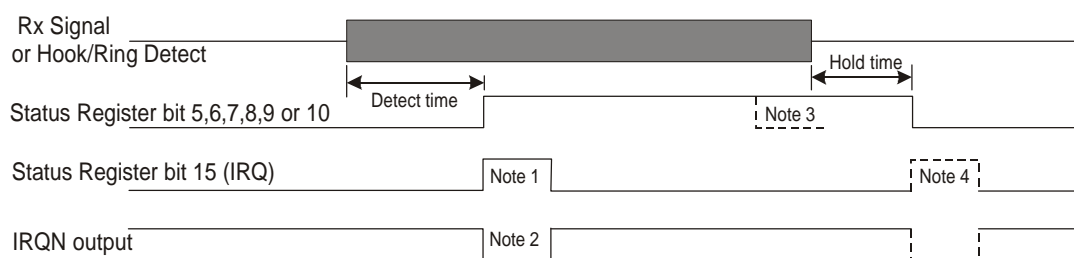 Rx Signal
or Hook/Ring Detect
Hold time
Detect time
Status Register bit 5,6,7,8,9 or 10
Note 3
Status Register bit 15 (IRQ)
Note 1
Note 4
IRQN output
Note 2